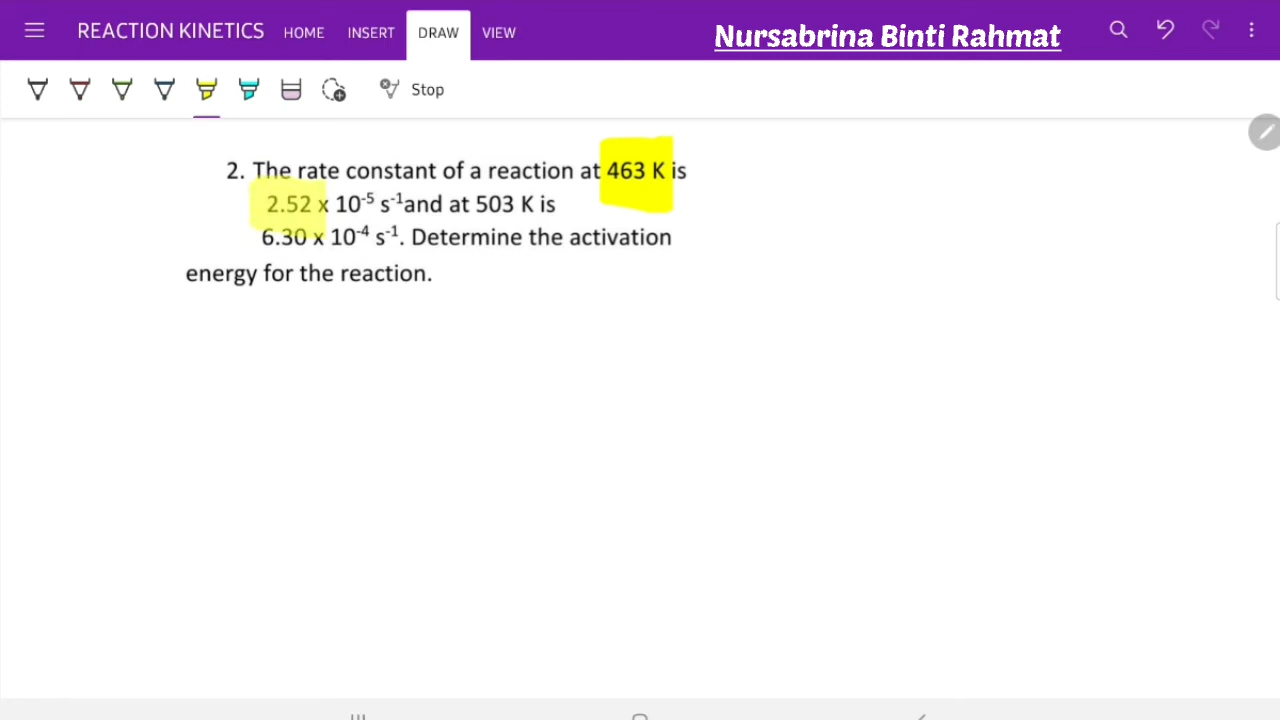 REACTION KINETICS HOME INSERT DRAW VIEW Nursabrina Binti Rahmat
Stop
2. The rate constant of a reaction at 463 K is
2.52 x 10⁻⁵ s⁻¹and at 503 K is
6.30 x 10⁻⁴ s⁻¹. Determine the activation
energy for the reaction.